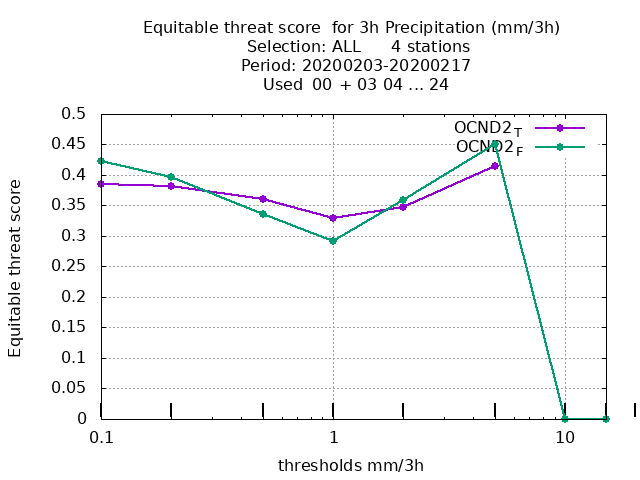 Equitable threat score  for 3h Precipitation (mm/3h)
Selection: ALL      4 stations
Period: 20200203-20200217
Used  00 + 03 04 ... 24
OCND2T
OCND2F
0.5
0.45
0.4
0.35
0.3
0.25
0.2
0.15
0.1
0.05
0
Equitable threat score
0.1
1
10
thresholds mm/3h